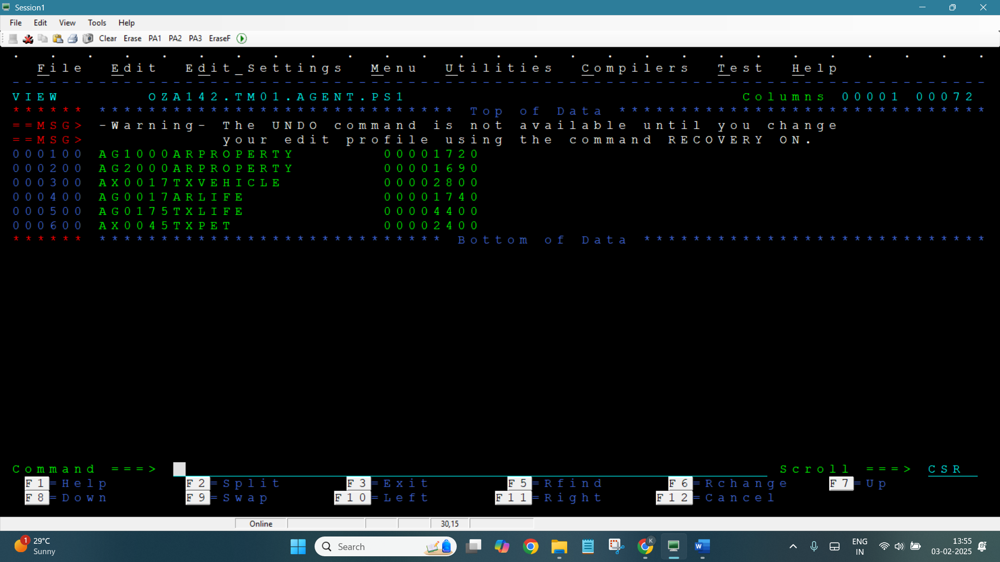 Session1
File Edit View Tools Help
Clear Erase PA1 PA2 PA3 EraseF
File Edit Edit_Settings Menu Utilities Compilers Test Help
--------------------------------------------------------------------------------
VIEW OZA142.TM01.AGENT.PS1 Columns 00001 00072
****** ***************************** Top of Data ******************************
==MSG> -Warning- The UNDO command is not available until you change
==MSG> your edit profile using the command RECOVERY ON.
000100 AG1000ARPROPERTY 00001720
000200 AG2000ARPROPERTY 00001690
000300 AX0017TXVEHICLE 00002800
000400 AG0017ARLIFE 00001740
000500 AG0175TXLIFE 00004400
000600 AX0045TXPET 00002400
****** **************************** Bottom of Data ****************************
Command ===> Scroll ===> CSR
F1=Help F2=Split F3=Exit F5=Rfind F6=Rchange F7=Up
F8=Down F9=Swap F10=Left F11=Right F12=Cancel
Online 30,15
1 29°C
Sunny
Search
K
W
ENG
IN
13:55
03-02-2025